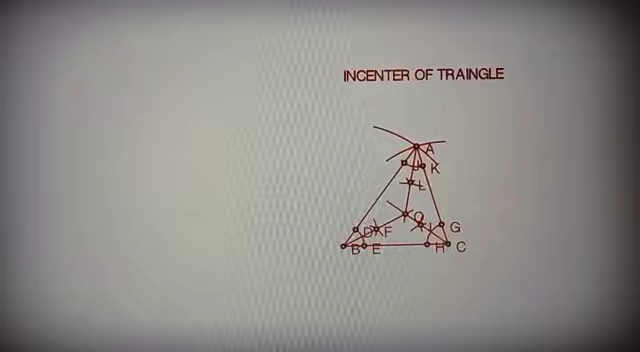 INCENTER OF TRAINGLE
A
J K
L
O
D F I G
B E H C